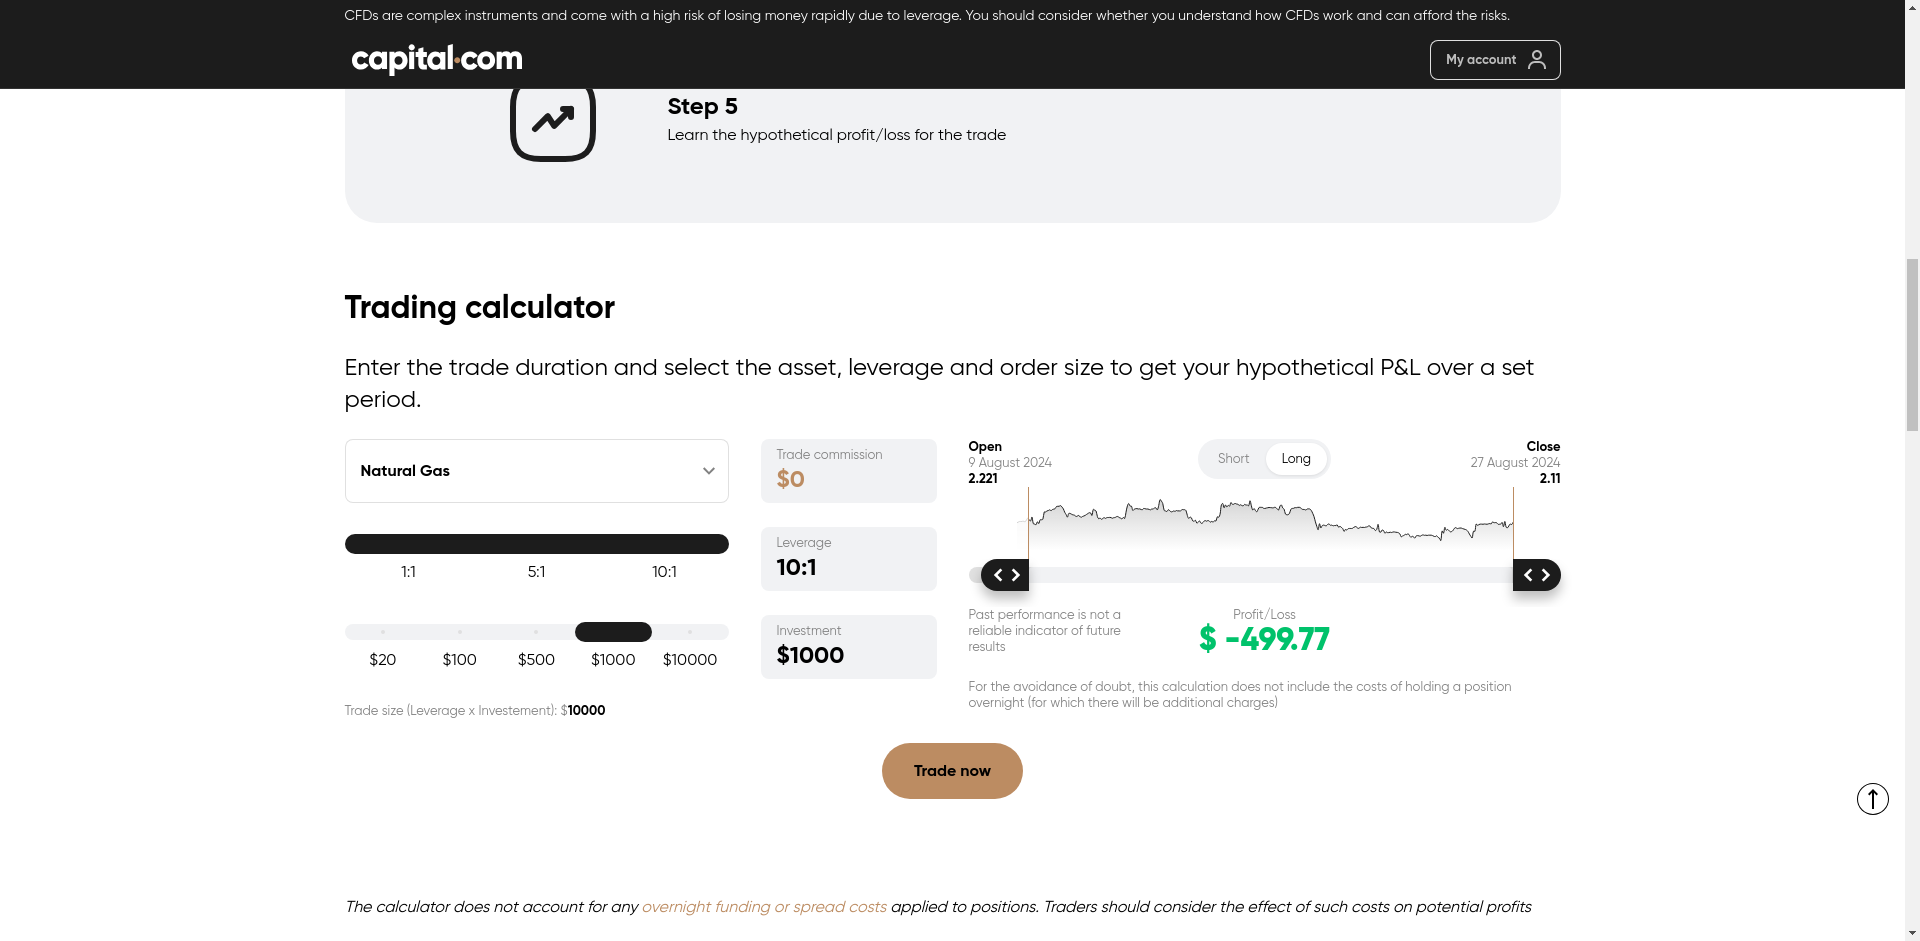 CFDs are complex instruments and come with a high risk of losing money rapidly due to leverage. You should consider whether you understand how CFDs work and can afford the risks.
capital.com
My account
Step 5
Learn the hypothetical profit/loss for the trade
Trading calculator
Enter the trade duration and select the asset, leverage and order size to get your hypothetical P&L over a set
period.
Natural Gas
1:1 5:1 10:1
$20 $100 $500 $1000 $10000
Trade size (Leverage x Investement): $10000
Trade commission
$0
Leverage
10:1
Investment
$1000
Open
9 August 2024
2.221
Short Long
Close
27 August 2024
2.11
Past performance is not a
reliable indicator of future
results
Profit/Loss
$ -499.77
For the avoidance of doubt, this calculation does not include the costs of holding a position
overnight (for which there will be additional charges)
Trade now
The calculator does not account for any overnight funding or spread costs applied to positions. Traders should consider the effect of such costs on potential profits